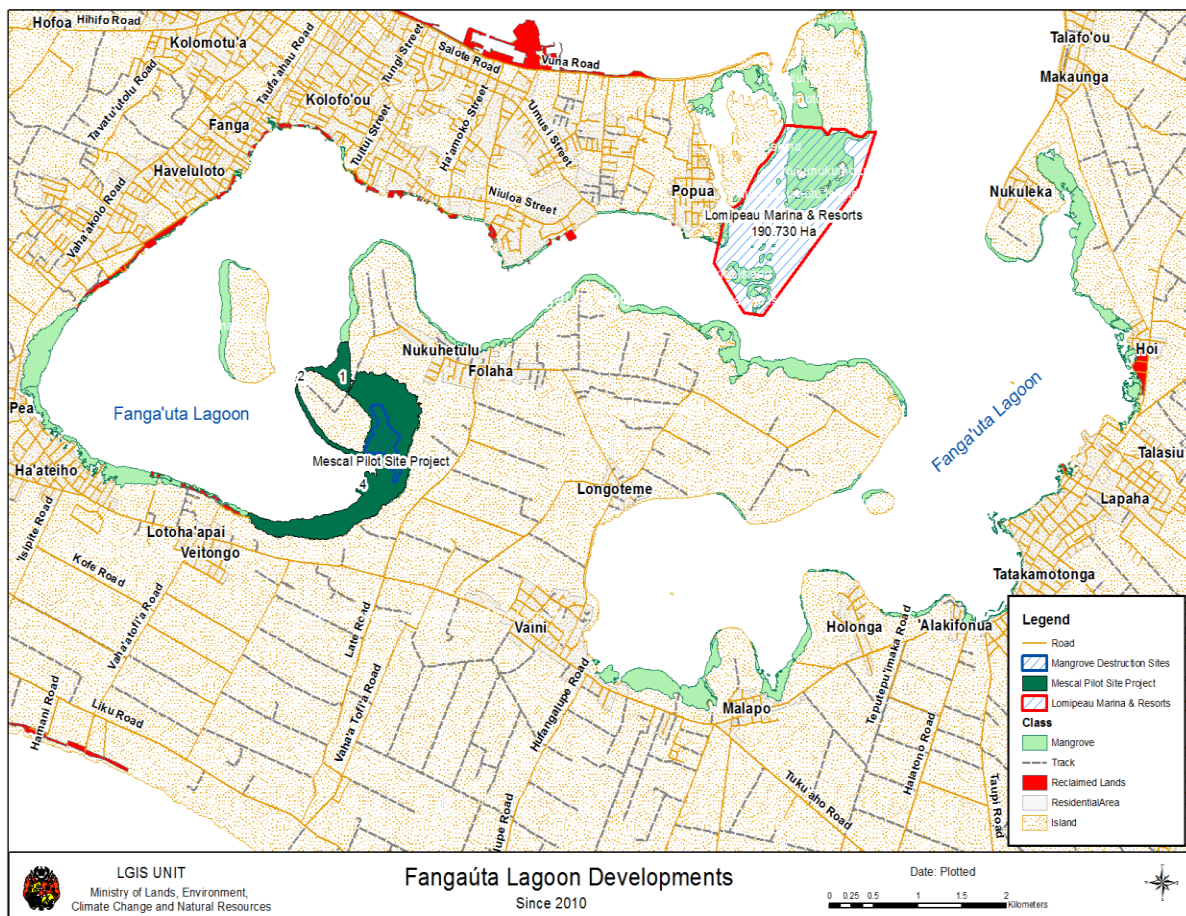 Hofoa
Hihifo Road
Kolomotu'a
Tavatu'utolu Road
Taufa'ahau Road
Tungi Street
Salote Road
Vuna Road
Talafo'ou
Makaunga
Kolofo'ou
Fanga
Tuitui Street
Ha'amoko Street
'Umusi Street
Haveluloto
Vaha'akolo Road
Niuloa Street
Popua
Nukuleka
Lomipeau Marina & Resorts
190.730 Ha
Nukuhetulu
Folaha
Hoi
2
1
Pea
Fanga'uta Lagoon
Fanga'uta Lagoon
Ha'ateiho
Mescal Pilot Site Project
4
Longoteme
Talasiu
Lapaha
'Isipite Road
Lotoha'apai
Veitongo
Kofe Road
Vaha'atofi'a Road
Late Road
Tatakamotonga
Vaini
Holonga
'Alakifonua
Hamani Road
Liku Road
Vaha'a Tofi'a Road
Hufangalupe Road
Malapo
Teputepu'imaka Road
Halatono Road
Tuku'aho Road
Taupi Road
lupe Road
Legend
Road
Mangrove Destruction Sites
Mescal Pilot Site Project
Lomipeau Marina & Resorts
Class
Mangrove
Track
Reclaimed Lands
ResidentialArea
Island
LGIS UNIT
Ministry of Lands, Environment,
Climate Change and Natural Resources
Fangaúta Lagoon Developments
Since 2010
Date: Plotted
0 0.25 0.5 1 1.5 2
Kilometers